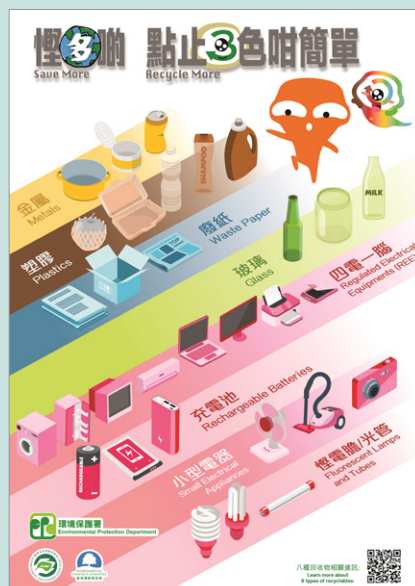 慳多啲 點止3色咁簡單
Save More Recycle More
金屬
Metals
塑膠
Plastics
廢紙
Waste Paper
玻璃
Glass
四電一腦
Regulated Electrical
Equipments (REE)
充電池
Rechargeable Batteries
小型電器
Small Electrical
Appliances
慳電膽/光管
Fluorescent Lamps
and Tubes
SHAMPOO
MILK
TOP
RECHARGEABLE
環境保護署
Environmental Protection Department
八種回收物相關資訊:
Learn more about
8 types of recyclables: